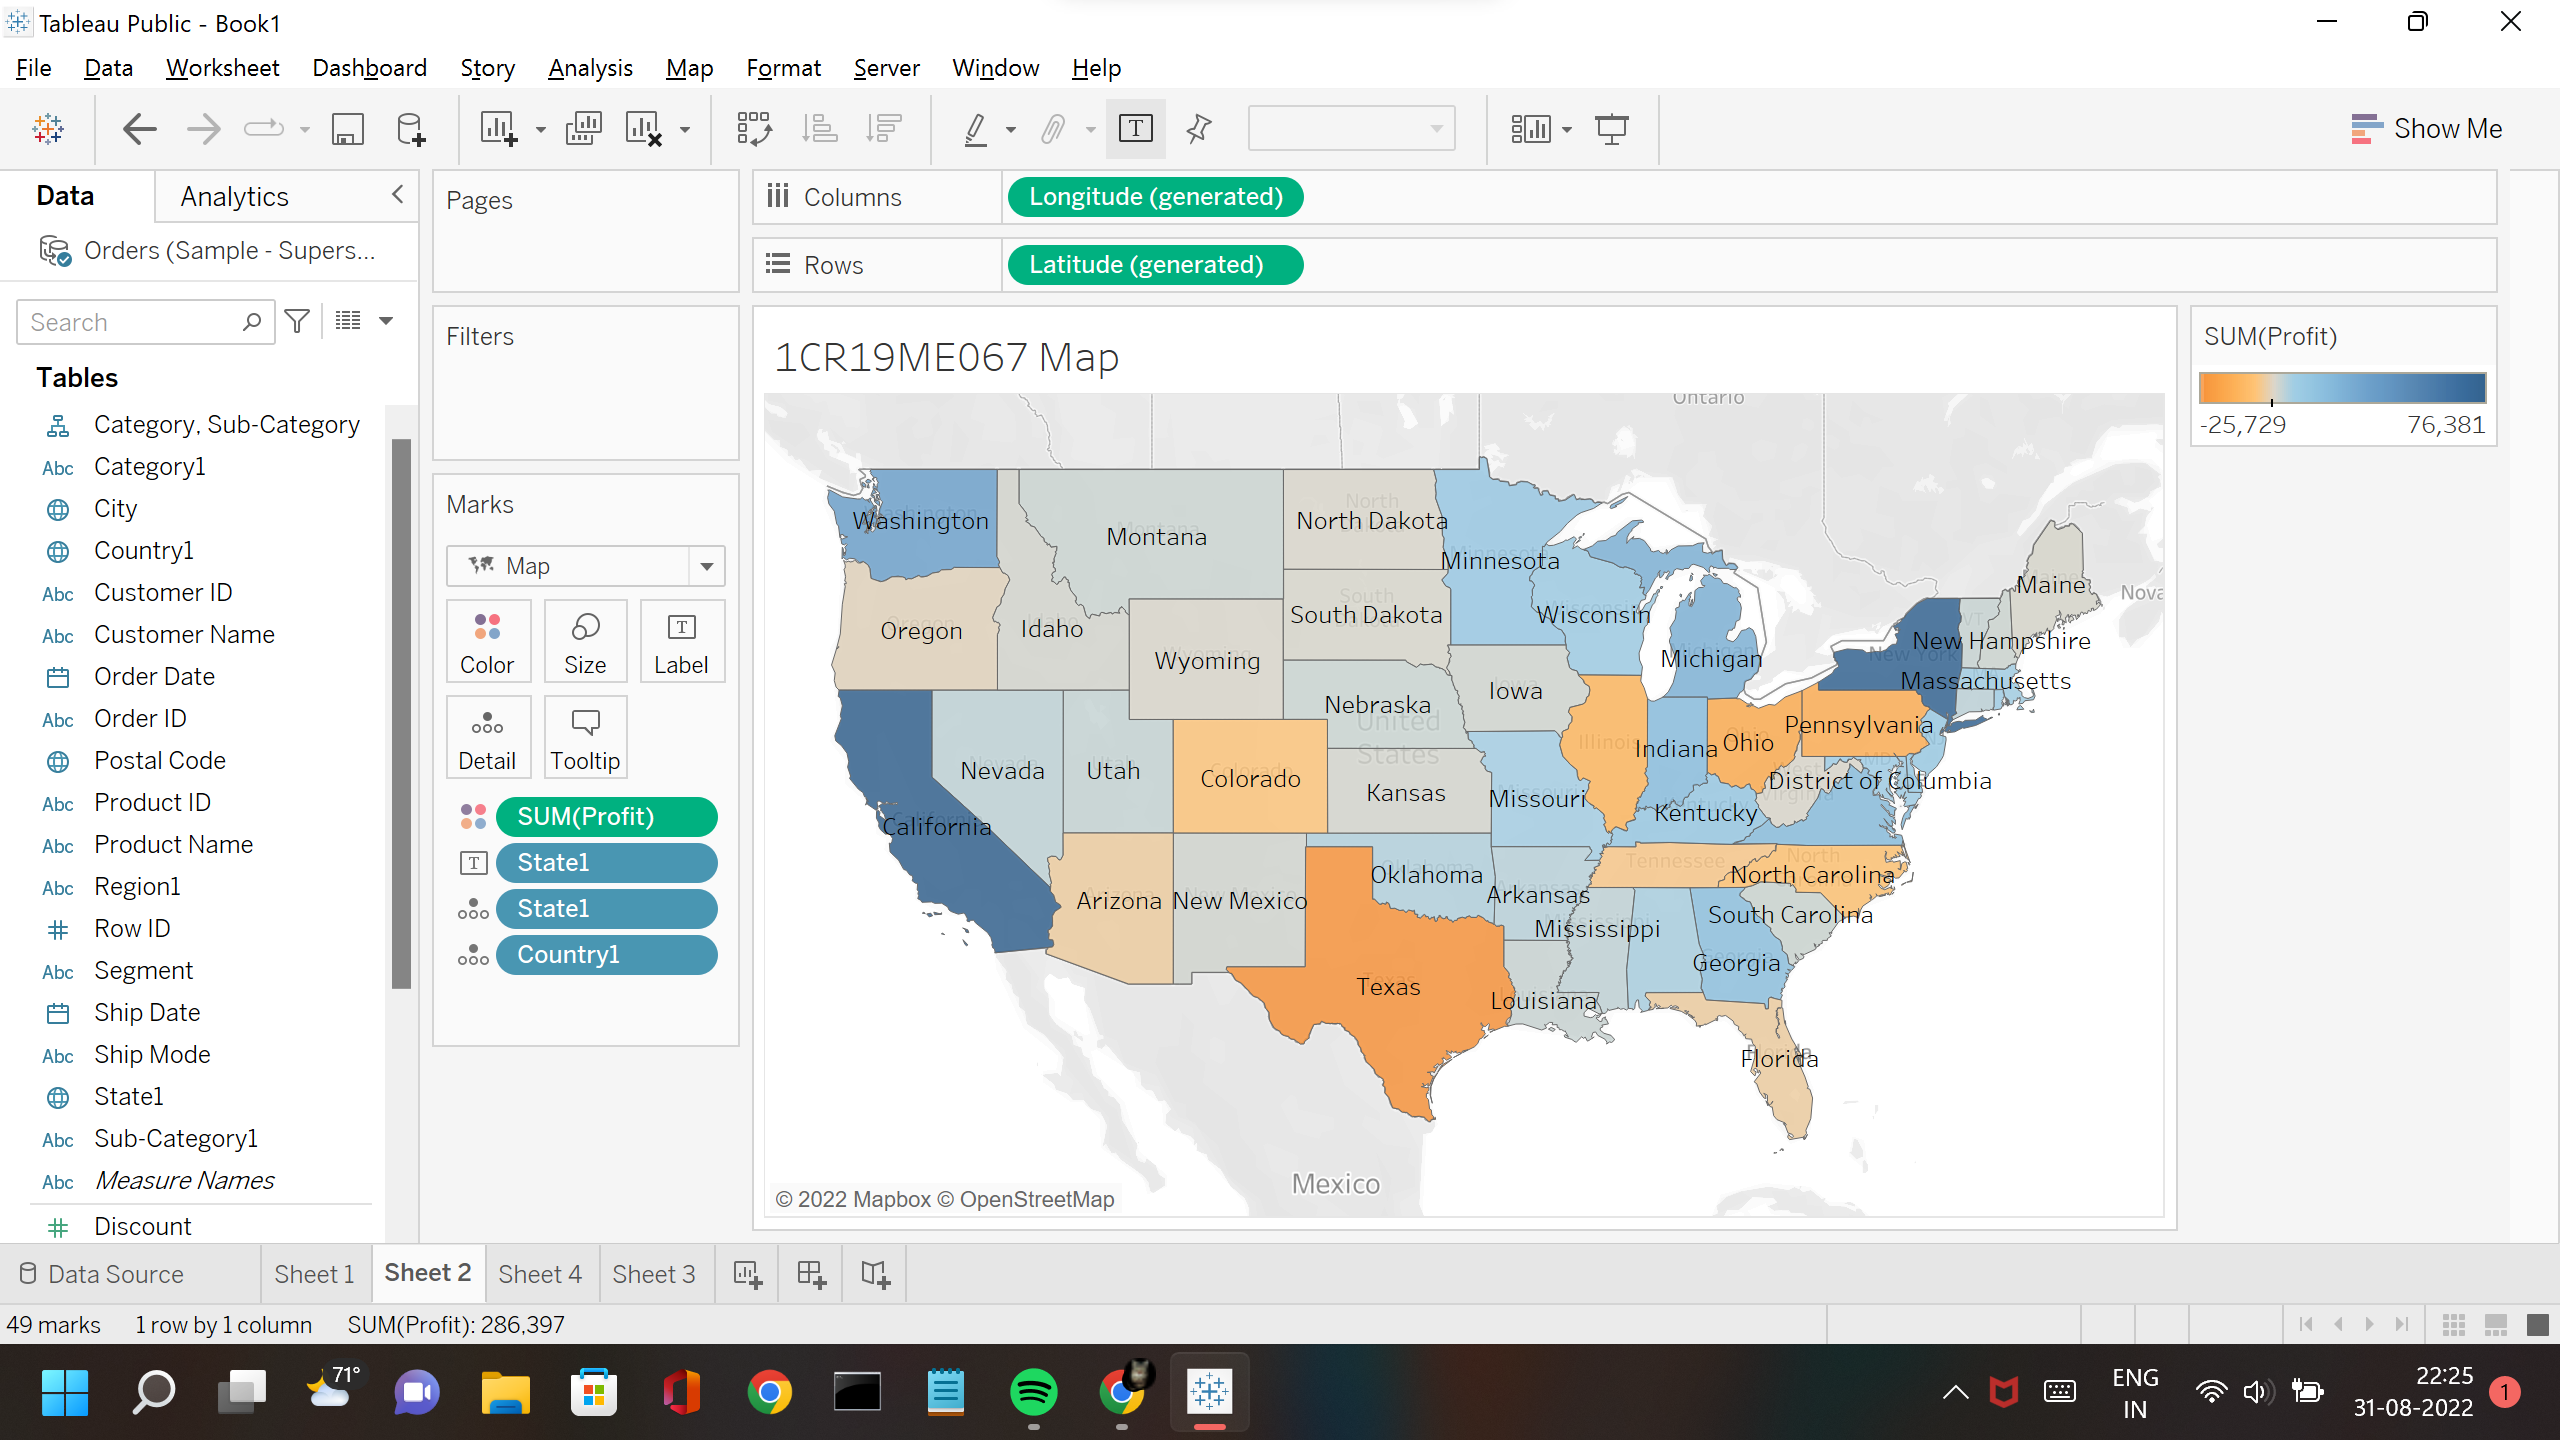 Tableau Public - Book1
File Data Worksheet Dashboard Story Analysis Map Format Server Window Help
Show Me
Data Analytics
Orders (Sample - Supers...
Search
Tables
Category, Sub-Category
Abc Category1
City
Country1
Abc Customer ID
Abc Customer Name
Order Date
Abc Order ID
Postal Code
Abc Product ID
Abc Product Name
Abc Region1
Row ID
Abc Segment
Ship Date
Abc Ship Mode
State1
Abc Sub-Category1
Abc Measure Names
Discount
Pages
Filters
Marks
Map
Color Size Label
Detail Tooltip
SUM(Profit)
State1
State1
Country1
Columns Longitude (generated)
Rows Latitude (generated)
1CR19ME067 Map
Ontario
Washington
Montana
North Dakota
Minnesota
Maine
Nova
Oregon
Idaho
South Dakota
Wisconsin
New Hampshire
Wyoming
Michigan
New York
Massachusetts
Nebraska
Iowa
United States
Pennsylvania
Illinois
Indiana
Ohio
Nevada
Utah
Colorado
Kansas
Missouri
District of Columbia
Virginia
Kentucky
California
Tennessee
North Carolina
Oklahoma
Arkansas
Arizona
New Mexico
South Carolina
Mississippi
Georgia
Texas
Louisiana
Florida
Mexico
© 2022 Mapbox © OpenStreetMap
SUM(Profit)
-25,729 76,381
Data Source Sheet 1 Sheet 2 Sheet 4 Sheet 3
49 marks 1 row by 1 column SUM(Profit): 286,397
71°
ENG
IN
22:25
31-08-2022
1